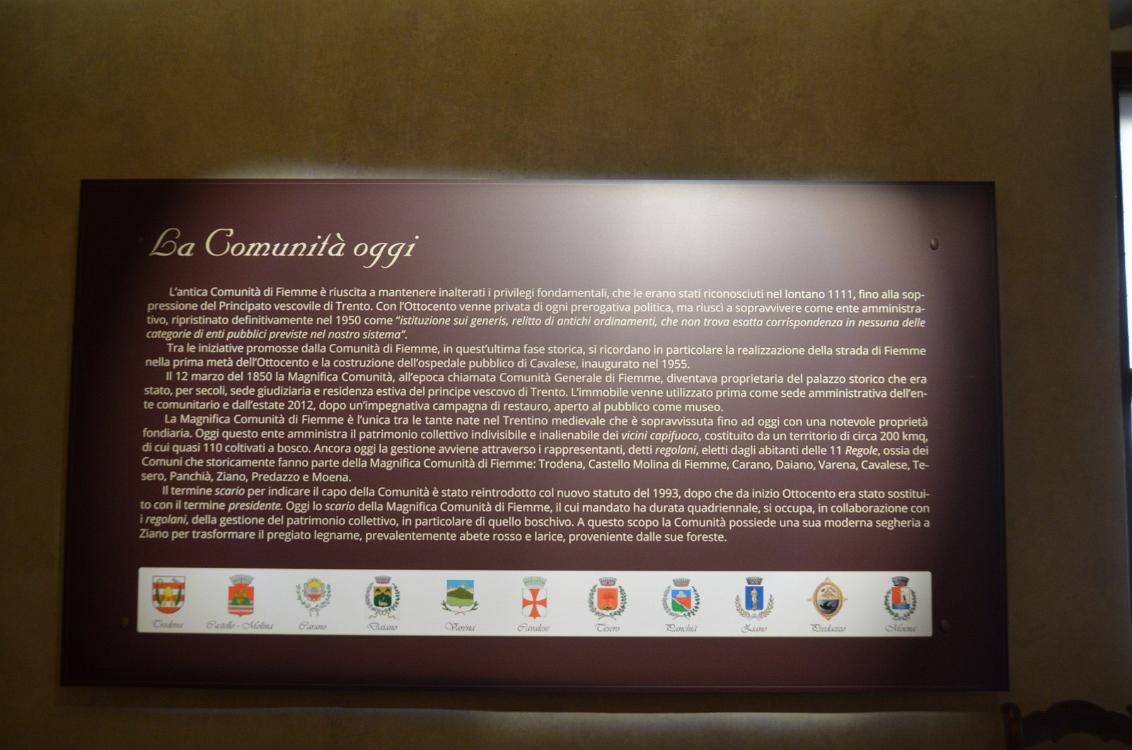 La Comunità oggi
L'antica Comunità di Fiemme è riuscita a mantenere inalterati i privilegi fondamentali, che le erano stati riconosciuti nel lontano 1111, fino alla sop-
pressione del Principato vescovile di Trento. Con l'Ottocento venne privata di ogni prerogativa politica, ma riuscì a sopravvivere come ente amministra-
tivo, ripristinato definitivamente nel 1950 come "istituzione sui generis, relitto di antichi ordinamenti, che non trova esatta corrispondenza in nessuna delle
categorie di enti pubblici previste nel nostro sistema".
Tra le iniziative promosse dalla Comunità di Fiemme, in quest'ultima fase storica, si ricordano in particolare la realizzazione della strada di Fiemme
nella prima metà dell'Ottocento e la costruzione dell'ospedale pubblico di Cavalese, inaugurato nel 1955.
Il 12 marzo del 1850 la Magnifica Comunità, all'epoca chiamata Comunità Generale di Fiemme, diventava proprietaria del palazzo storico che era
stato, per secoli, sede giudiziaria e residenza estiva del principe vescovo di Trento. L'immobile venne utilizzato prima come sede amministrativa dell'en-
te comunitario e dall'estate 2012, dopo un'impegnativa campagna di restauro, aperto al pubblico come museo.
La Magnifica Comunità di Fiemme è l'unica tra le tante nate nel Trentino medievale che è sopravvissuta fino ad oggi con una notevole proprietà
fondiaria. Oggi questo ente amministra il patrimonio collettivo indivisibile e inalienabile dei vicini capifuoco, costituito da un territorio di circa 200 kmq,
di cui quasi 110 coltivati a bosco. Ancora oggi la gestione avviene attraverso i rappresentanti, detti regolani, eletti dagli abitanti delle 11 Regole, ossia dei
Comuni che storicamente fanno parte della Magnifica Comunità di Fiemme: Trodena, Castello Molina di Fiemme, Carano, Daiano, Varena, Cavalese, Te-
sero, Panchià, Ziano, Predazzo e Moena.
Il termine scario per indicare il capo della Comunità è stato reintrodotto col nuovo statuto del 1993, dopo che da inizio Ottocento era stato sostitui-
to con il termine presidente. Oggi lo scario della Magnifica Comunità di Fiemme, il cui mandato ha durata quadriennale, si occupa, in collaborazione con
i regolani, della gestione del patrimonio collettivo, in particolare di quello boschivo. A questo scopo la Comunità possiede una sua moderna segheria a
Ziano per trasformare il pregiato legname, prevalentemente abete rosso e larice, proveniente dalle sue foreste.
Trodena Castello - Molina Carano Daiano Varena Cavalese Tesero Panchià Ziano Predazzo Moena